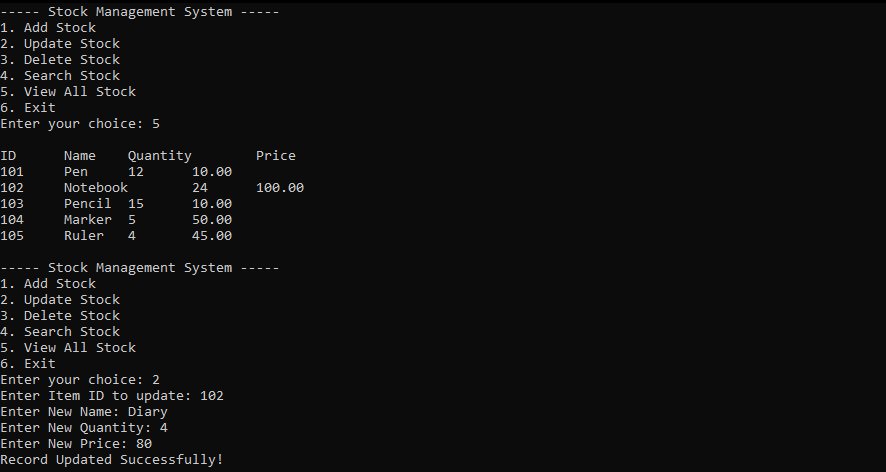 ----- Stock Management System -----
1. Add Stock
2. Update Stock
3. Delete Stock
4. Search Stock
5. View All Stock
6. Exit
Enter your choice: 5
ID      Name    Quantity        Price
101     Pen     12      10.00
102     Notebook        24      100.00
103     Pencil  15      10.00
104     Marker  5       50.00
105     Ruler   4       45.00
----- Stock Management System -----
1. Add Stock
2. Update Stock
3. Delete Stock
4. Search Stock
5. View All Stock
6. Exit
Enter your choice: 2
Enter Item ID to update: 102
Enter New Name: Diary
Enter New Quantity: 4
Enter New Price: 80
Record Updated Successfully!